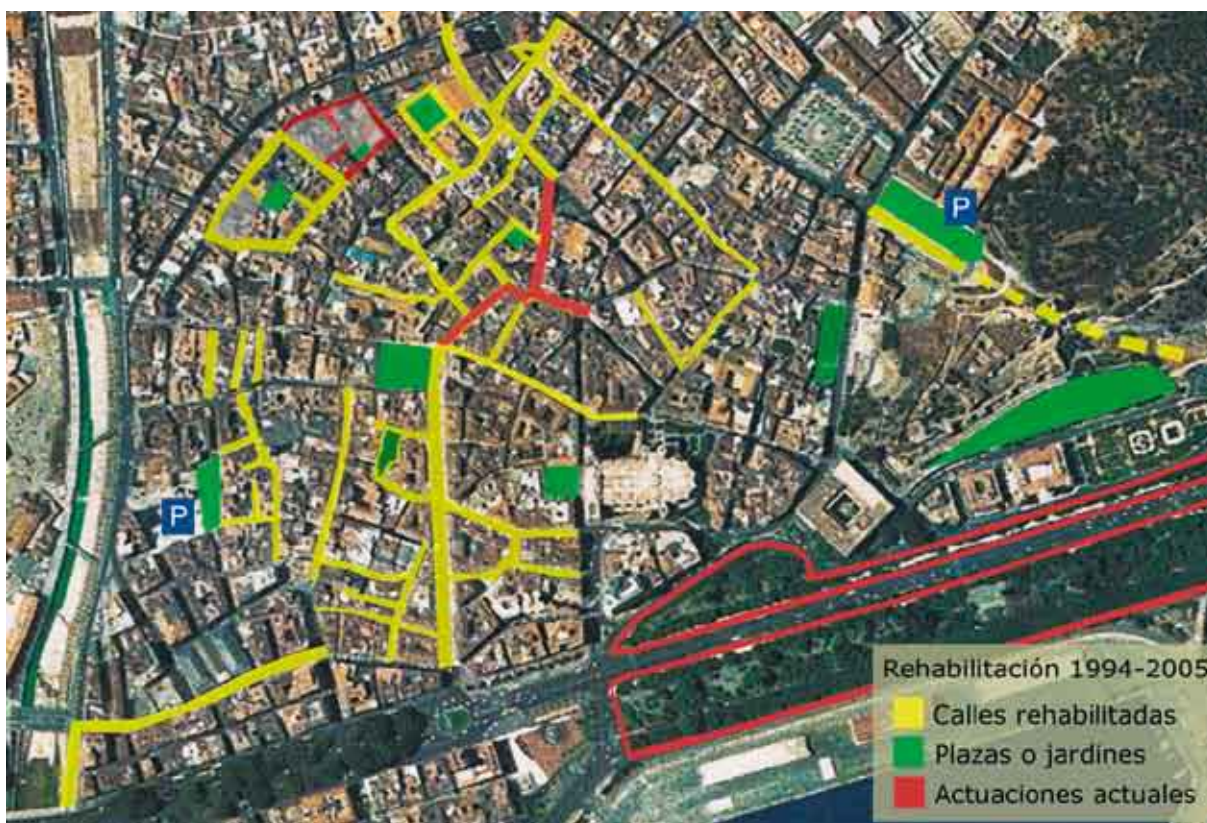 P
P
Rehabilitación 1994-2005
Calles rehabilitadas
Plazas o jardines
Actuaciones actuales